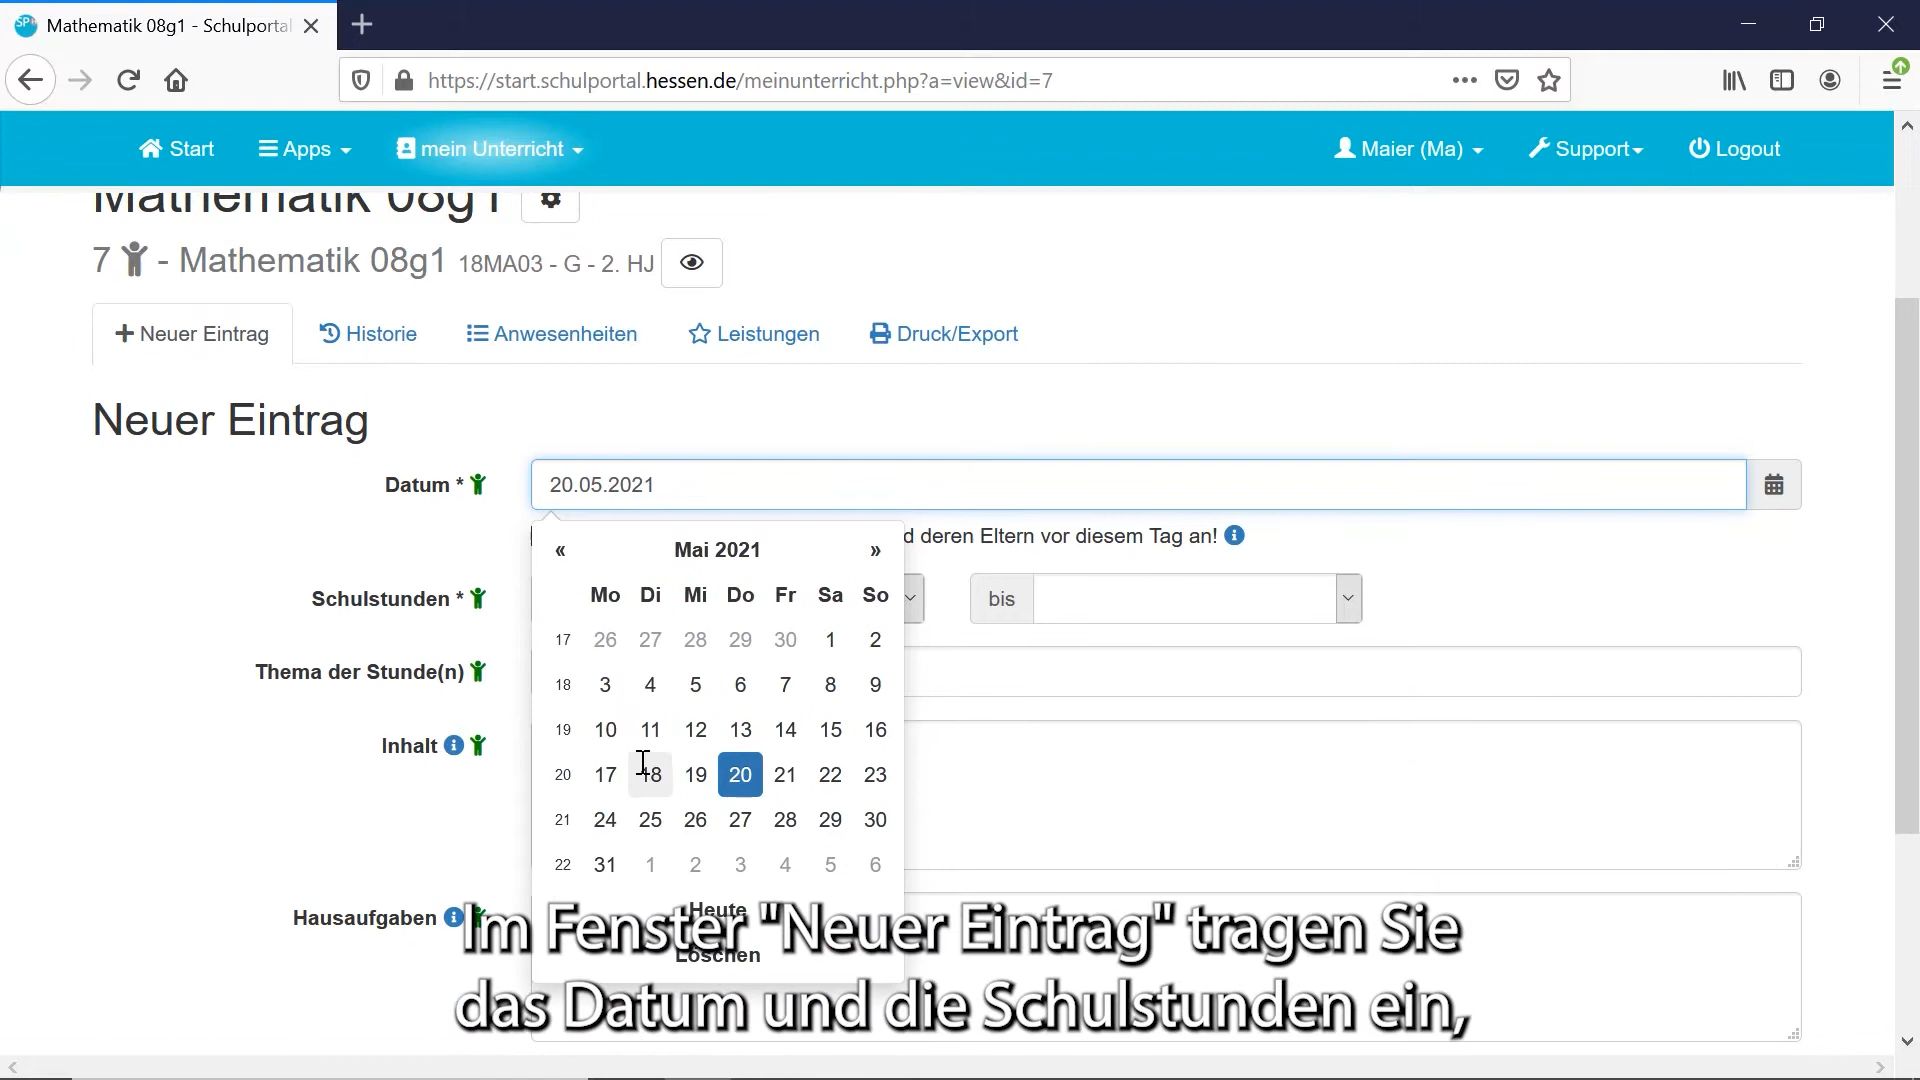 Mathematik 08g1 - Schulportal
https://start.schulportal.hessen.de/meinunterricht.php?a=view&id=7
Start Apps mein Unterricht Maier (Ma) Support Logout
Mathematik 08g1
7 - Mathematik 08g1 18MA03 - G - 2. HJ
Neuer Eintrag Historie Anwesenheiten Leistungen Druck/Export
Neuer Eintrag
Datum * 20.05.2021
d deren Eltern vor diesem Tag an!
« Mai 2021 »
Mo Di Mi Do Fr Sa So
Schulstunden * bis
17 26 27 28 29 30 1 2
Thema der Stunde(n)
18 3 4 5 6 7 8 9
19 10 11 12 13 14 15 16
Inhalt
20 17 18 19 20 21 22 23
21 24 25 26 27 28 29 30
22 31 1 2 3 4 5 6
Hausaufgaben
Heute
Löschen
Im Fenster "Neuer Eintrag" tragen Sie
das Datum und die Schulstunden ein,